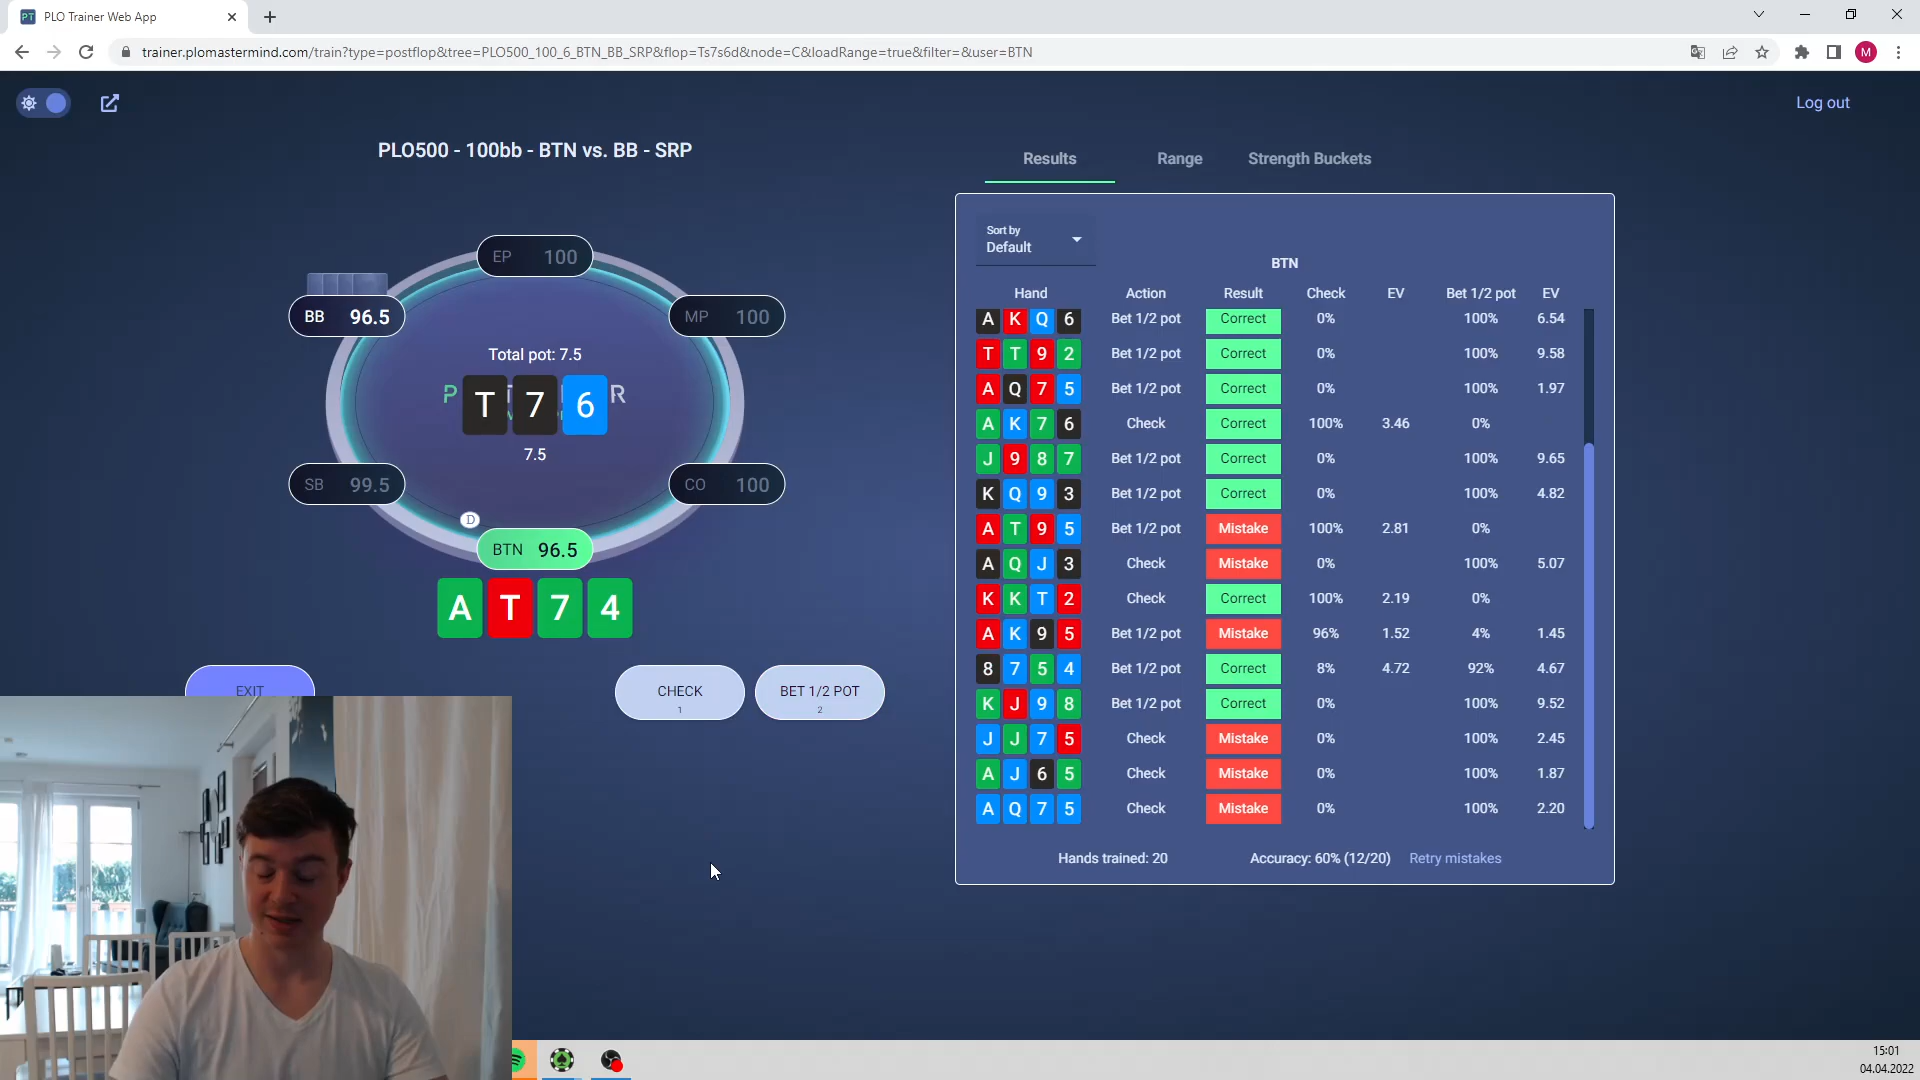 PT PLO Trainer Web App
trainer.plomastermind.com/train?type=postflop&tree=PLO500_100_6_BTN_BB_SRP&flop=Ts7s6d&node=C&loadRange=true&filter=&user=BTN
M
Log out
PLO500 - 100bb - BTN vs. BB - SRP
EP 100
BB 96.5
MP 100
Total pot: 7.5
P T 7 6 R
7.5
SB 99.5
CO 100
D
BTN 96.5
A T 7 4
EXIT
CHECK
1
BET 1/2 POT
2
Results Range Strength Buckets
Sort by
Default
BTN
Hand Action Result Check EV Bet 1/2 pot EV
A K Q 6 Bet 1/2 pot Correct 0% 100% 6.54
T T 9 2 Bet 1/2 pot Correct 0% 100% 9.58
A Q 7 5 Bet 1/2 pot Correct 0% 100% 1.97
A K 7 6 Check Correct 100% 3.46 0%
J 9 8 7 Bet 1/2 pot Correct 0% 100% 9.65
K Q 9 3 Bet 1/2 pot Correct 0% 100% 4.82
A T 9 5 Bet 1/2 pot Mistake 100% 2.81 0%
A Q J 3 Check Mistake 0% 100% 5.07
K K T 2 Check Correct 100% 2.19 0%
A K 9 5 Bet 1/2 pot Mistake 96% 1.52 4% 1.45
8 7 5 4 Bet 1/2 pot Correct 8% 4.72 92% 4.67
K J 9 8 Bet 1/2 pot Correct 0% 100% 9.52
J J 7 5 Check Mistake 0% 100% 2.45
A J 6 5 Check Mistake 0% 100% 1.87
A Q 7 5 Check Mistake 0% 100% 2.20
Hands trained: 20 Accuracy: 60% (12/20) Retry mistakes
15:01
04.04.2022